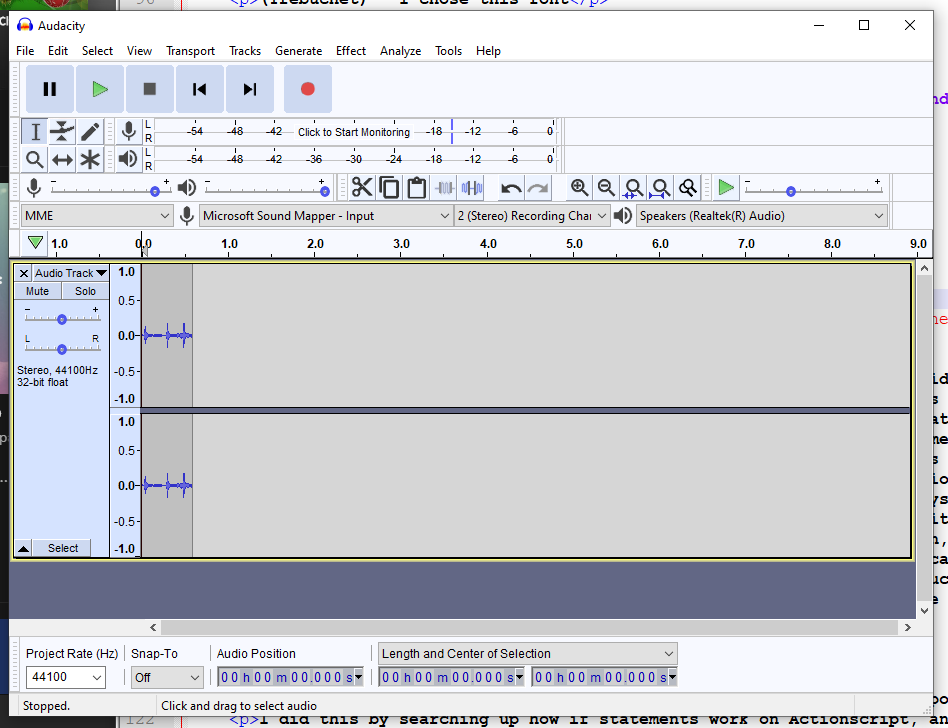 <p>(Trebuchet) - I chose this font</p>
Audacity
File Edit Select View Transport Tracks Generate Effect Analyze Tools Help
L
R
-54 -48 -42 Click to Start Monitoring -18 -12 -6 0
L
R
-54 -48 -42 -36 -30 -24 -18 -12 -6 0
- + - + - +
MME Microsoft Sound Mapper - Input 2 (Stereo) Recording Chai Speakers (Realtek(R) Audio)
1.0 0.0 1.0 2.0 3.0 4.0 5.0 6.0 7.0 8.0 9.0
Audio Track 1.0
Mute Solo
- + 0.5
L R 0.0
Stereo, 44100Hz -0.5
32-bit float
-1.0
1.0
0.5
0.0
-0.5
Select -1.0
Project Rate (Hz) Snap-To Audio Position Length and Center of Selection
44100 Off 00 h 00 m 00.000 s 00 h 00 m 00.000 s 00 h 00 m 00.000 s
Stopped. Click and drag to select audio
122 <p>I did this by searching up how if statements work on Actionscript, on